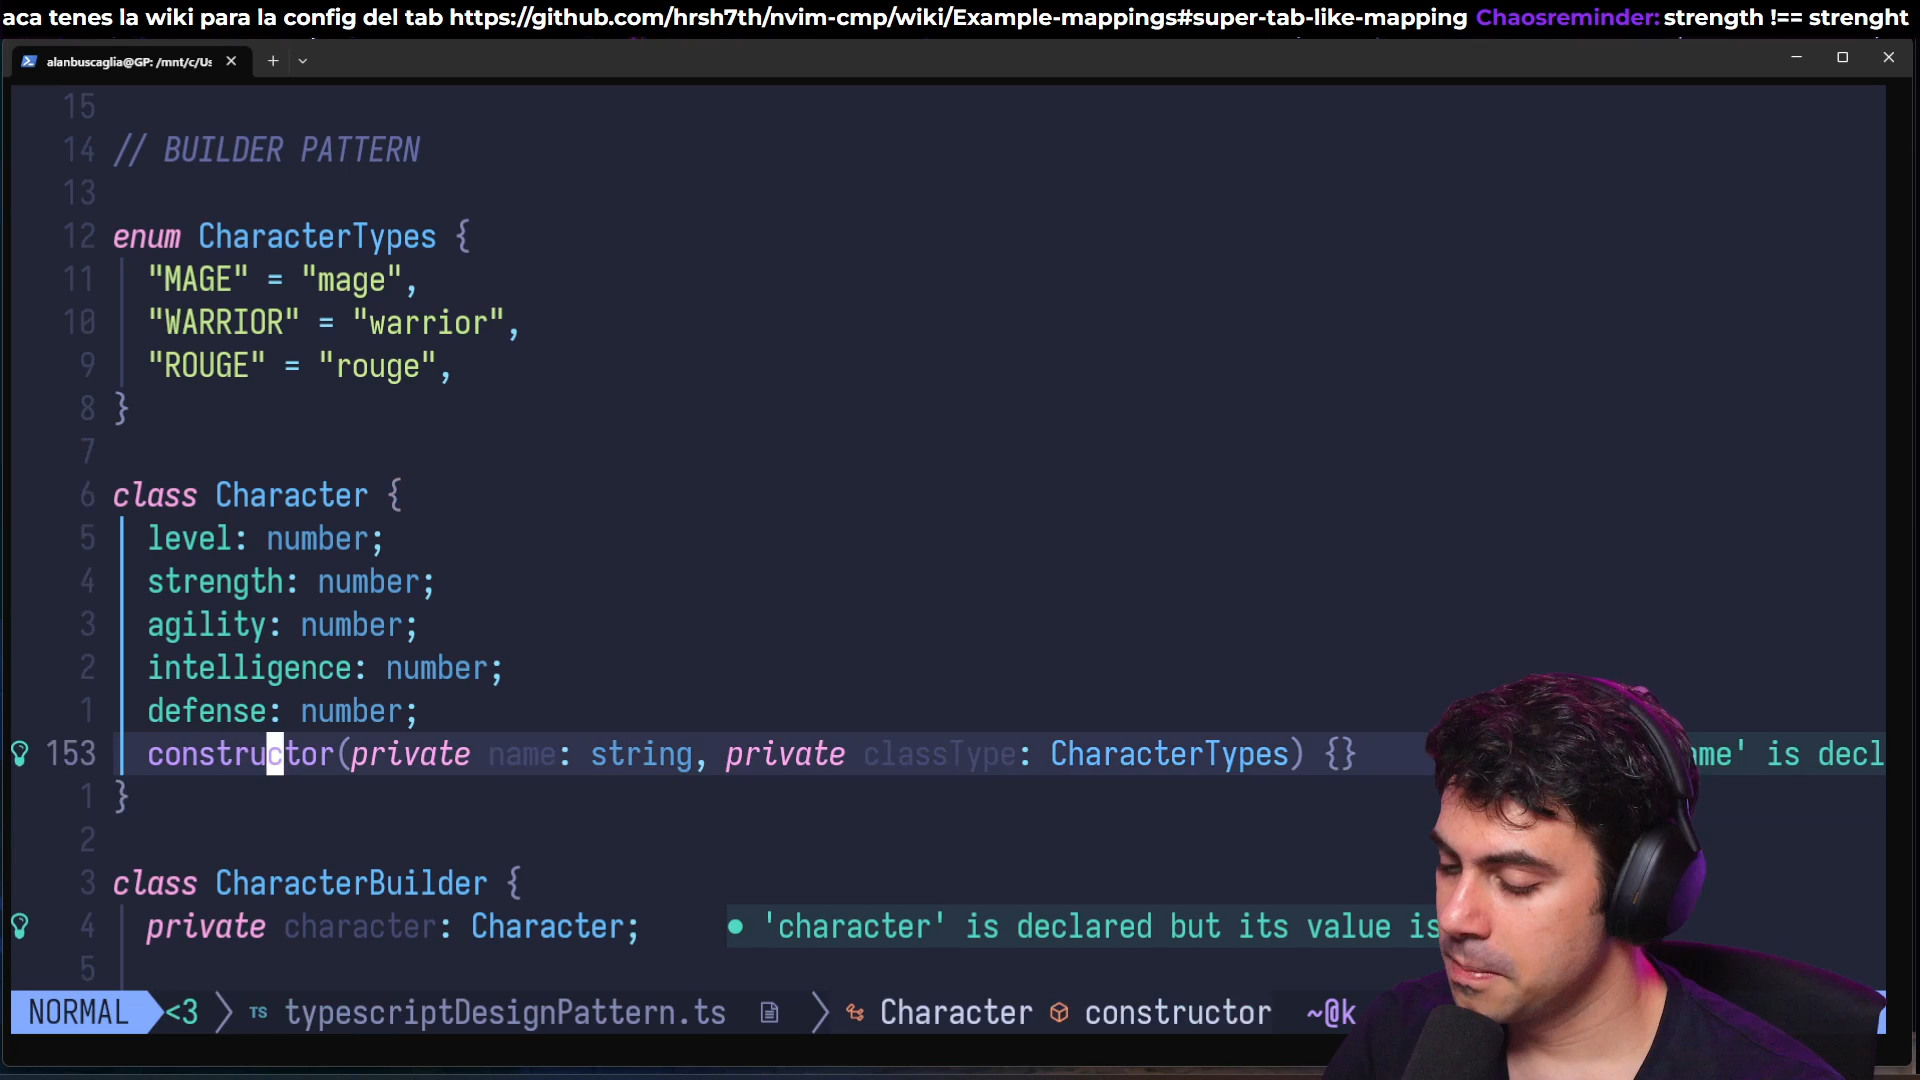 aca tenes la wiki para la config del tab https://github.com/hrsh7th/nvim-cmp/wiki/Example-mappings#super-tab-like-mapping Chaosreminder: strength !== strenght
alanbuscaglia@GP: /mnt/c/Us
15
14 // BUILDER PATTERN
13
12 enum CharacterTypes {
11 "MAGE" = "mage",
10 "WARRIOR" = "warrior",
9 "ROUGE" = "rouge",
8 }
7
6 class Character {
5 level: number;
4 strength: number;
3 agility: number;
2 intelligence: number;
1 defense: number;
153 constructor(private name: string, private classType: CharacterTypes) {} me' is decl
1 }
2
3 class CharacterBuilder {
4 private character: Character; ● 'character' is declared but its value is
5
NORMAL <3 TS typescriptDesignPattern.ts Character constructor ~@k